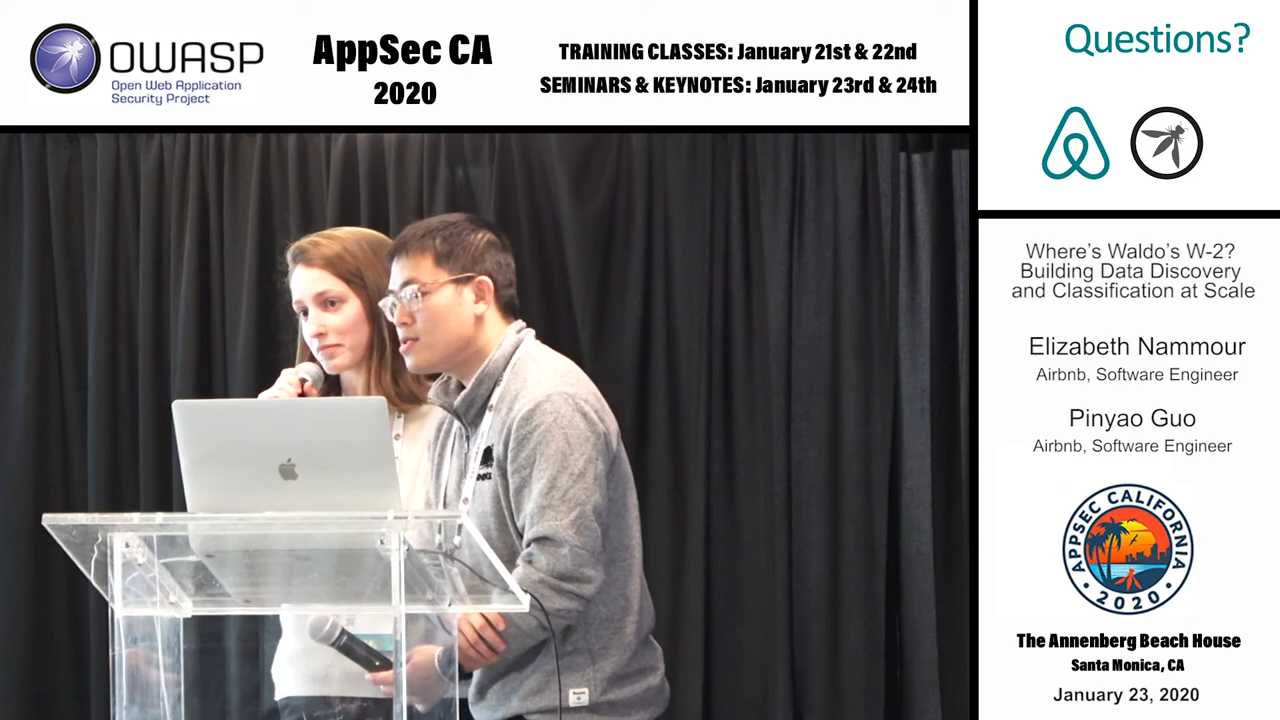 OWASP
Open Web Application
Security Project
AppSec CA
2020
TRAINING CLASSES: January 21st & 22nd
SEMINARS & KEYNOTES: January 23rd & 24th
Questions?
Where's Waldo's W-2?
Building Data Discovery
and Classification at Scale
Elizabeth Nammour
Airbnb, Software Engineer
Pinyao Guo
Airbnb, Software Engineer
APPSEC CALIFORNIA
• 2020 •
The Annenberg Beach House
Santa Monica, CA
January 23, 2020